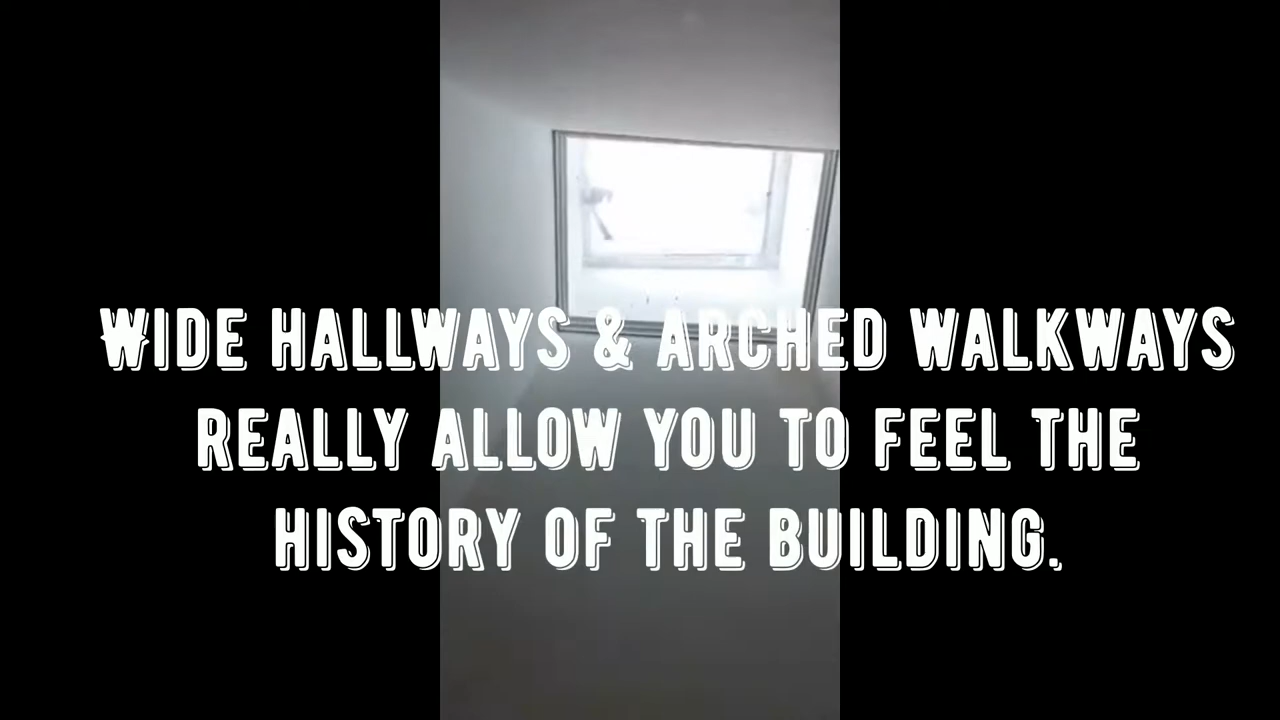 WIDE HALLWAYS & ARCHED WALKWAYS
REALLY ALLOW YOU TO FEEL THE
HISTORY OF THE BUILDING.